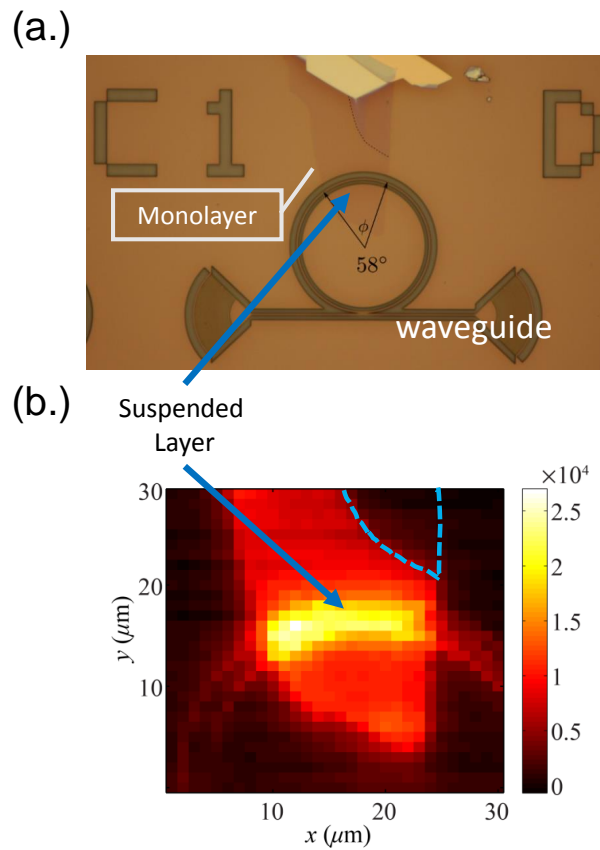 (a.)
C1
Monolayer
ϕ
58°
waveguide
(b.)
Suspended
Layer
×10⁴
30
20
10
y (μm)
10
20
30
x (μm)
2.5
2
1.5
1
0.5
0